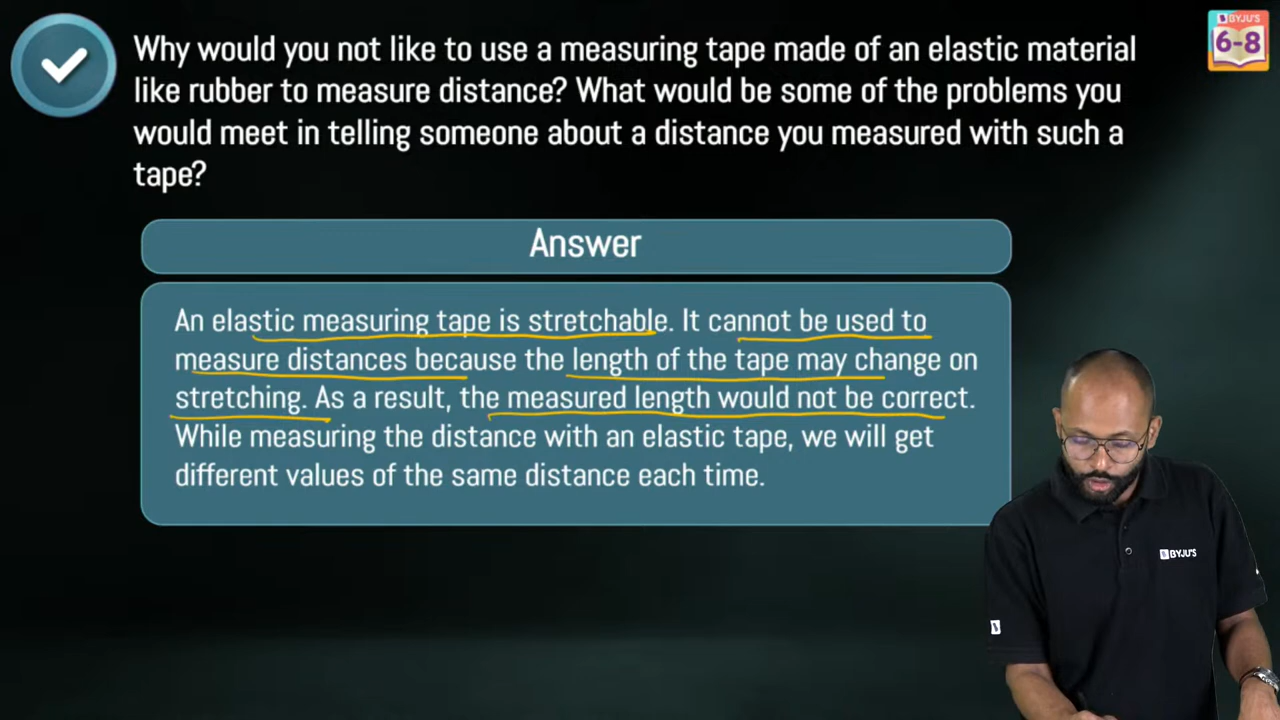 Why would you not like to use a measuring tape made of an elastic material
like rubber to measure distance? What would be some of the problems you
would meet in telling someone about a distance you measured with such a
tape?
BYJU'S
6-8
Answer
An elastic measuring tape is stretchable. It cannot be used to
measure distances because the length of the tape may change on
stretching. As a result, the measured length would not be correct.
While measuring the distance with an elastic tape, we will get
different values of the same distance each time.
BYJU'S